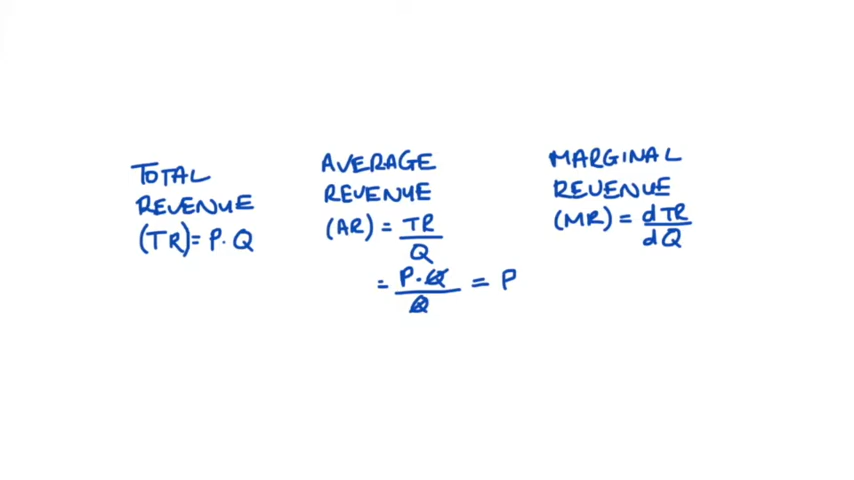 TOTAL
REVENUE
(TR)= P.Q
AVERAGE
REVENUE
(AR) = TR/Q
= P.Q/Q = P
MARGINAL
REVENUE
(MR) = dTR/dQ